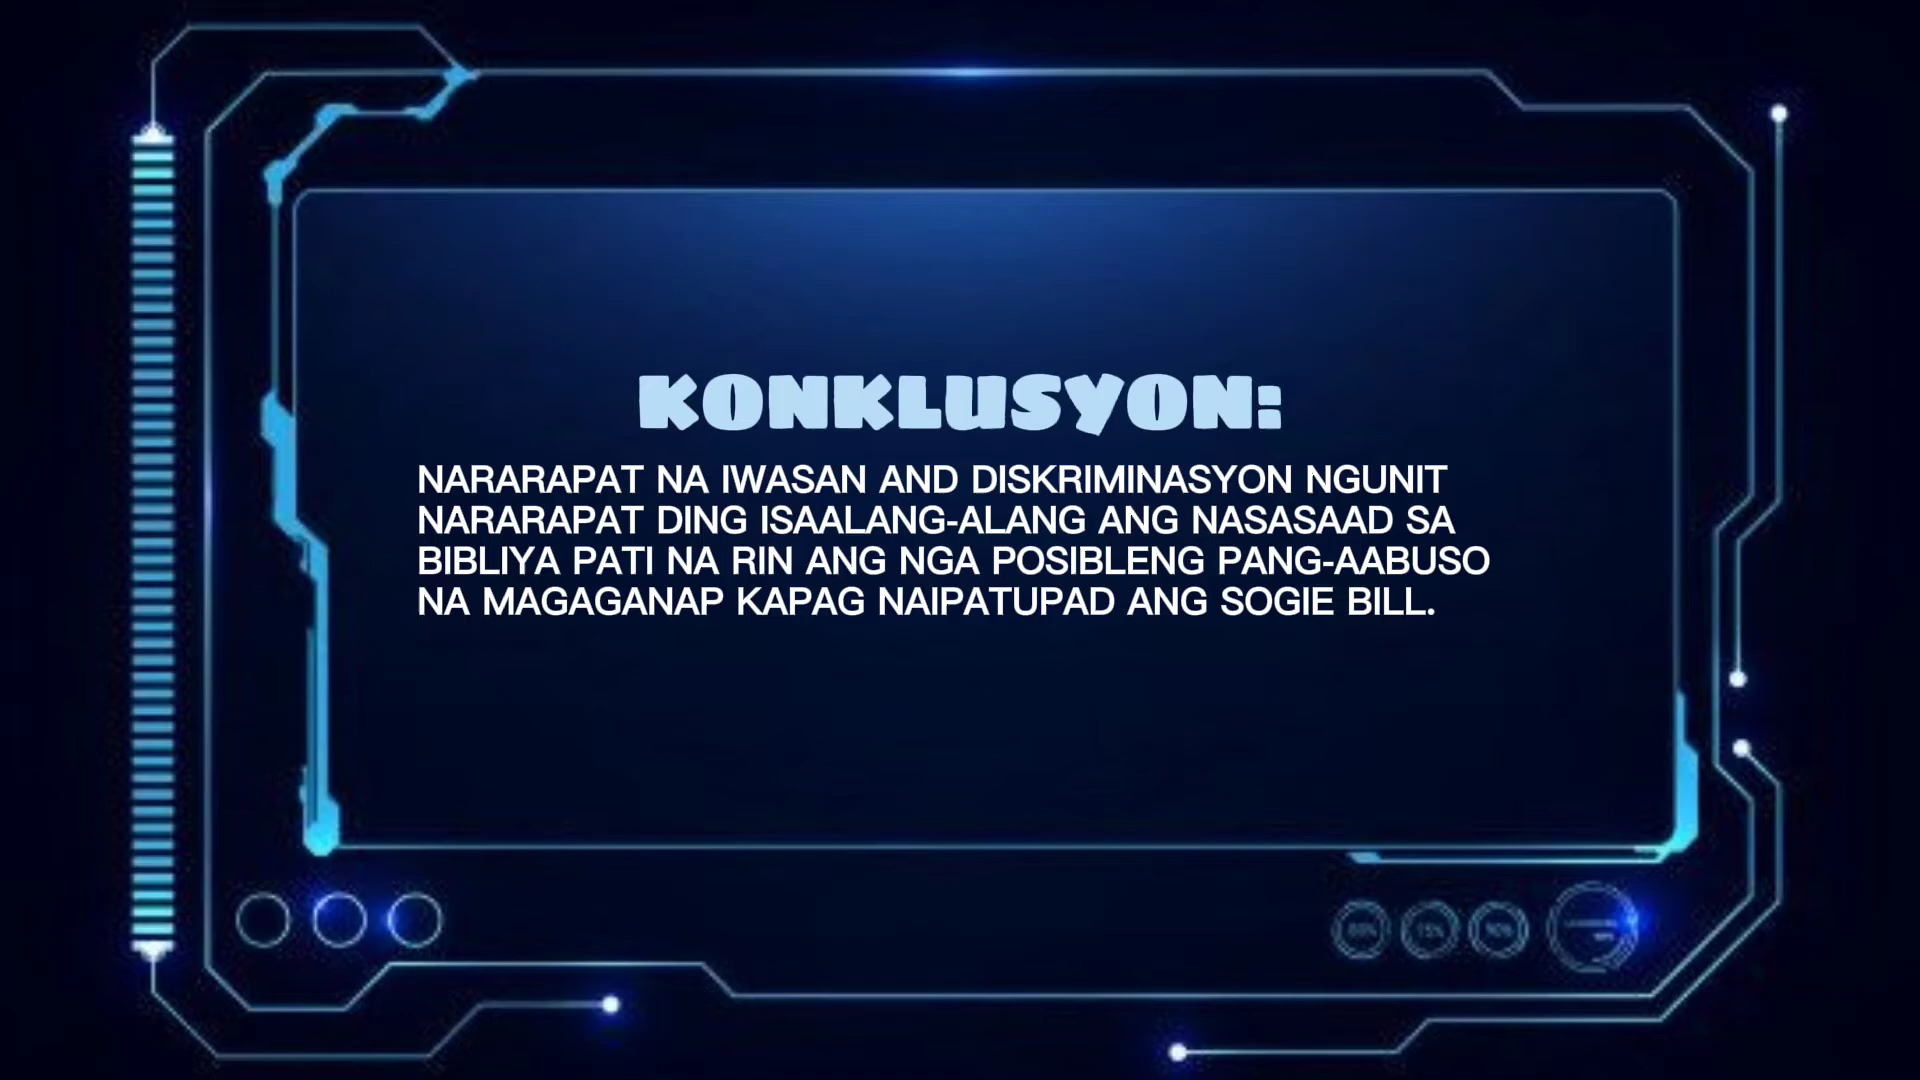 KONKLUSYON:
NARARAPAT NA IWASAN AND DISKRIMINASYON NGUNIT
NARARAPAT DING ISAALANG-ALANG ANG NASASAAD SA
BIBLIYA PATI NA RIN ANG NGA POSIBLENG PANG-AABUSO
NA MAGAGANAP KAPAG NAIPATUPAD ANG SOGIE BILL.